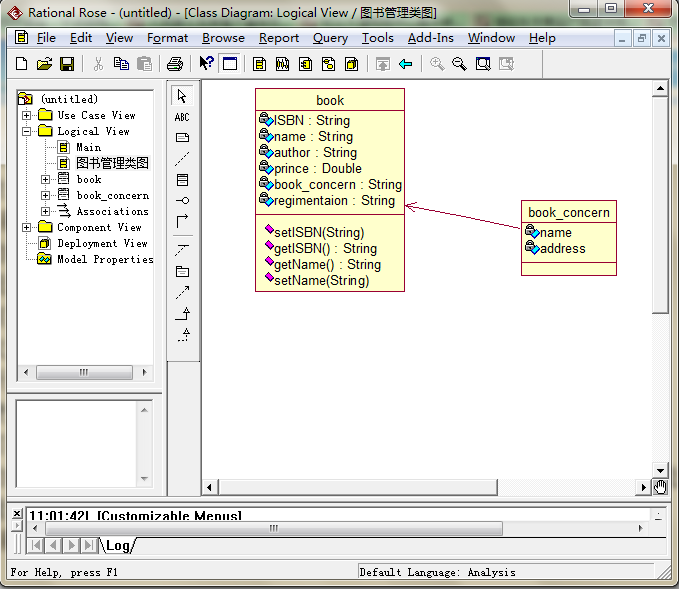 Rational Rose - (untitled) - [Class Diagram: Logical View / 图书管理类图]
File Edit View Format Browse Report Query Tools Add-Ins Window Help
(untitled)
Use Case View
Logical View
Main
图书管理类图
book
book_concern
Associations
Component View
Deployment View
Model Properties
ABC
book
ISBN : String
name : String
author : String
prince : Double
book_concern : String
regimentaion : String
setISBN(String)
getISBN() : String
getName() : String
setName(String)
book_concern
name
address
11:01:42| [Customizable Menus]
Log
For Help, press F1
Default Language: Analysis